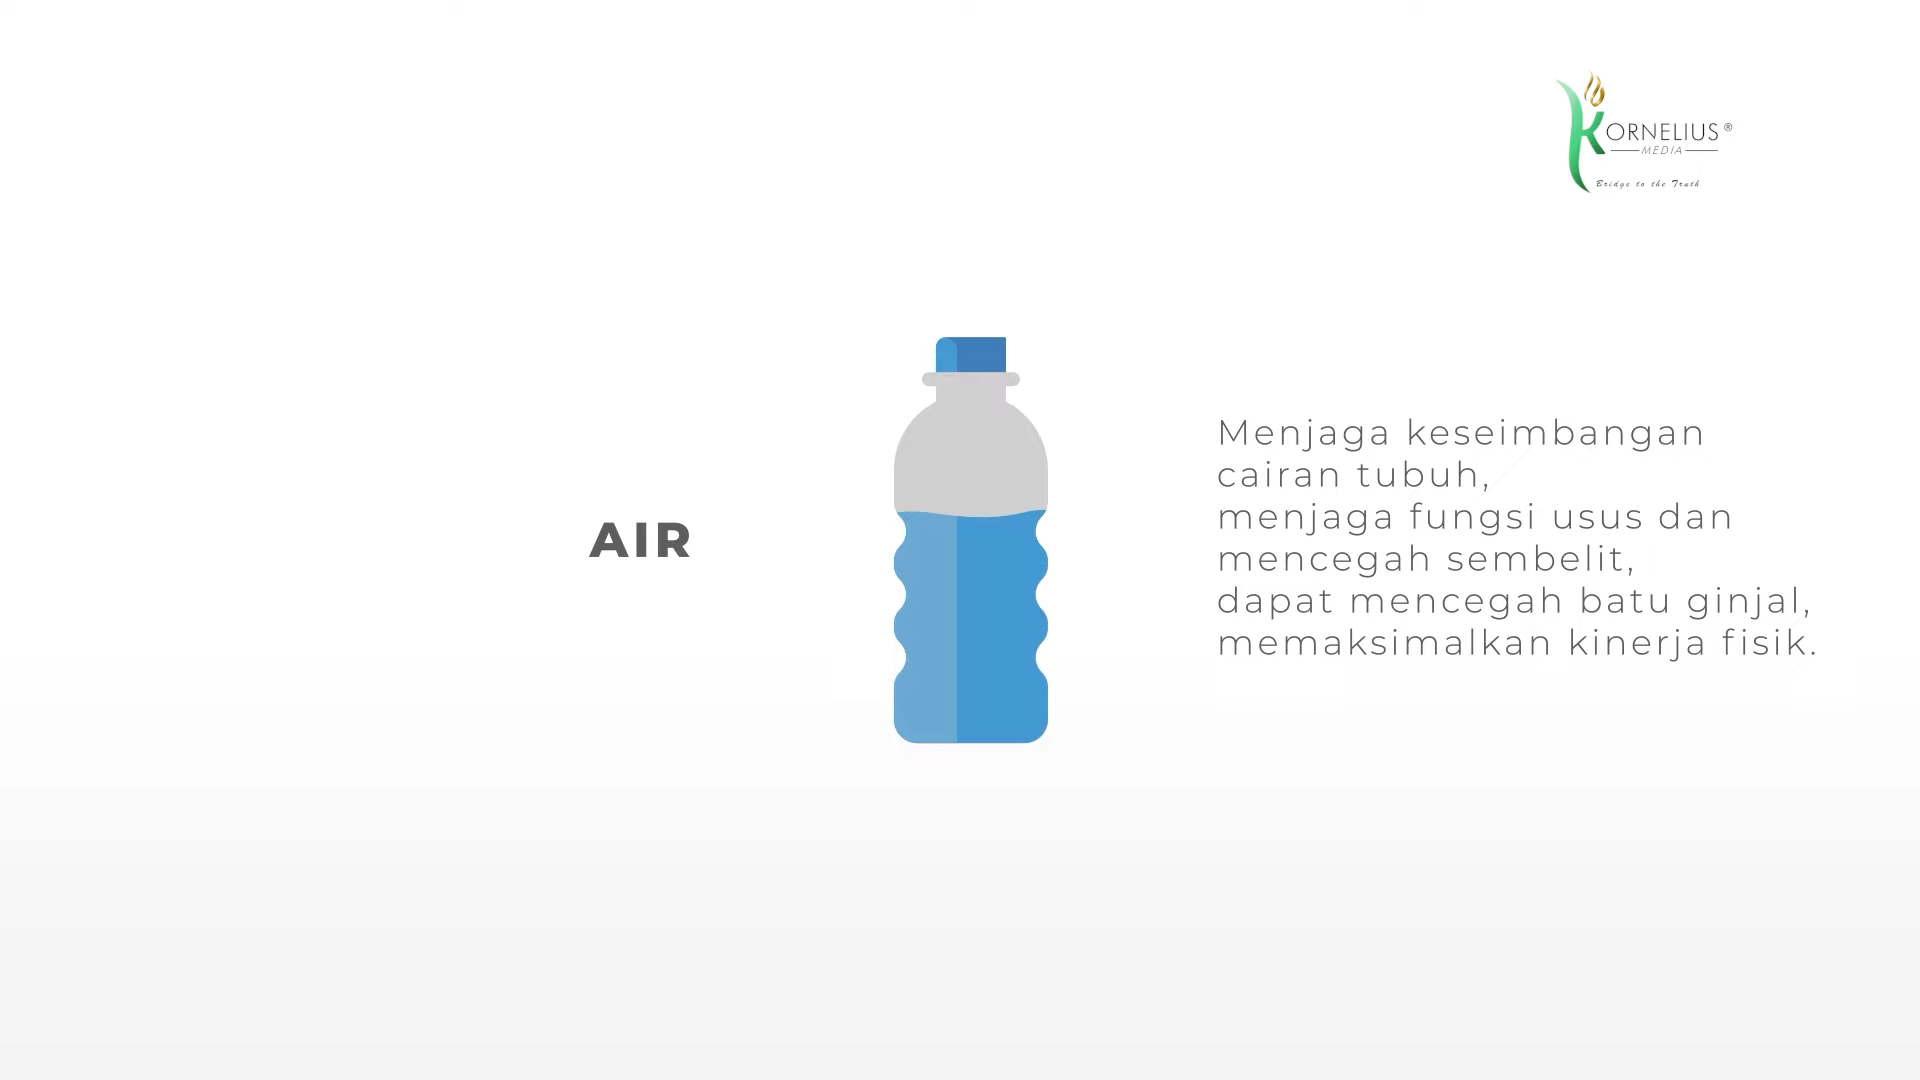 KORNELIUS®
MEDIA
Bridge to the Truth
AIR
Menjaga keseimbangan
cairan tubuh,
menjaga fungsi usus dan
mencegah sembelit,
dapat mencegah batu ginjal,
memaksimalkan kinerja fisik.